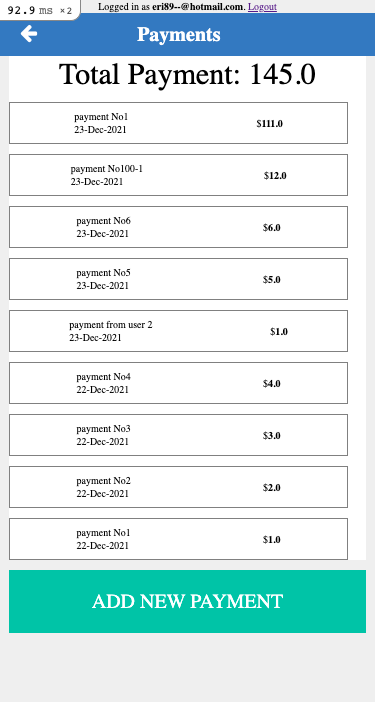 92.9 ms ×2
Logged in as eri89--@hotmail.com. Logout
Payments
Total Payment: 145.0
payment No1
23-Dec-2021
$111.0
payment No100-1
23-Dec-2021
$12.0
payment No6
23-Dec-2021
$6.0
payment No5
23-Dec-2021
$5.0
payment from user 2
23-Dec-2021
$1.0
payment No4
22-Dec-2021
$4.0
payment No3
22-Dec-2021
$3.0
payment No2
22-Dec-2021
$2.0
payment No1
22-Dec-2021
$1.0
ADD NEW PAYMENT